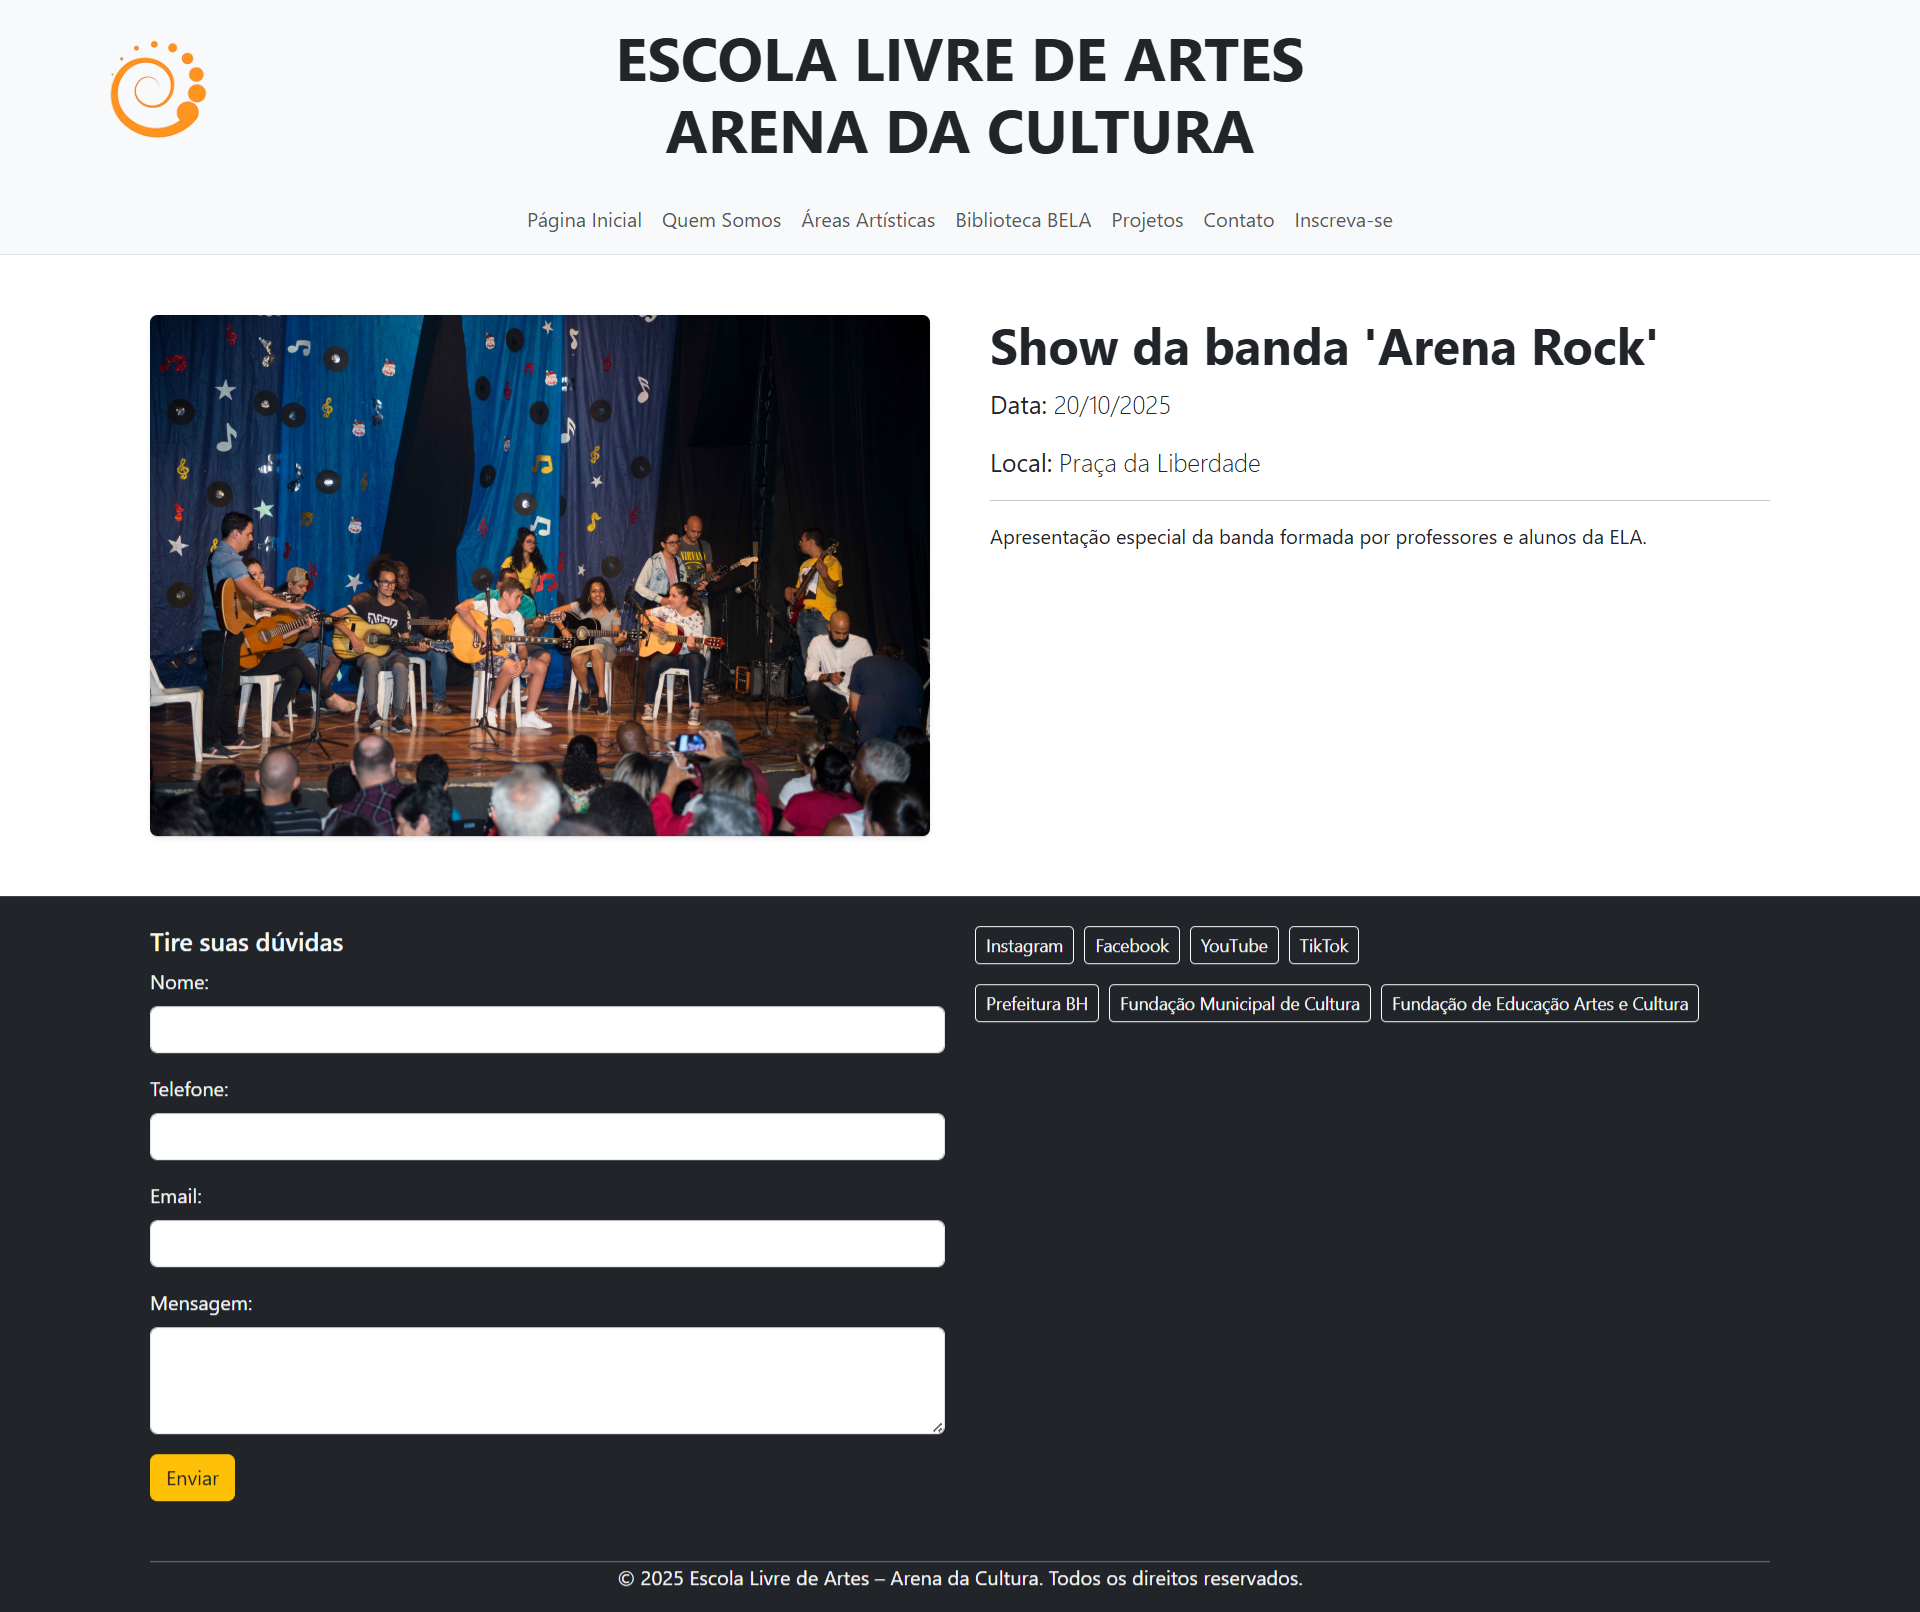 ESCOLA LIVRE DE ARTES
ARENA DA CULTURA
Página Inicial Quem Somos Áreas Artísticas Biblioteca BELA Projetos Contato Inscreva-se
Show da banda 'Arena Rock'
Data: 20/10/2025
Local: Praça da Liberdade
Apresentação especial da banda formada por professores e alunos da ELA.
NIRVANA
Tire suas dúvidas
Nome:
Telefone:
Email:
Mensagem:
Enviar
Instagram Facebook YouTube TikTok
Prefeitura BH Fundação Municipal de Cultura Fundação de Educação Artes e Cultura
© 2025 Escola Livre de Artes – Arena da Cultura. Todos os direitos reservados.